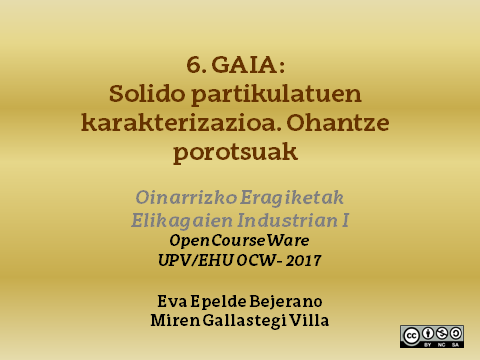 6. GAIA:
Solido partikulatuen
karakterizazioa. Ohantze
porotsuak
Oinarrizko Eragiketak
Elikagaien Industrian I
OpenCourseWare
UPV/EHU OCW- 2017
Eva Epelde Bejerano
Miren Gallastegi Villa
cc
BY NC SA